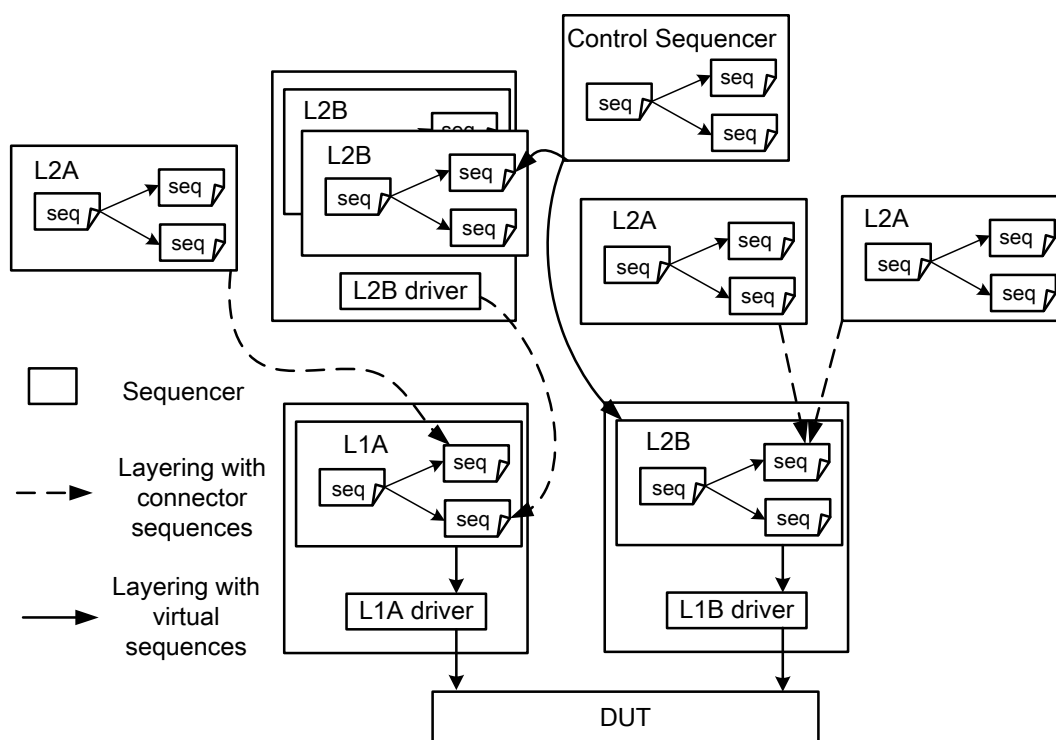 Control Sequencer
seq
seq
seq
L2B
seq
L2B
seq
seq
seq
L2B driver
L2A
seq
seq
seq
L2A
seq
seq
seq
L2A
seq
seq
seq
Sequencer
Layering with
connector
sequences
Layering with
virtual
sequences
L1A
seq
seq
seq
L1A driver
L2B
seq
seq
seq
L1B driver
DUT